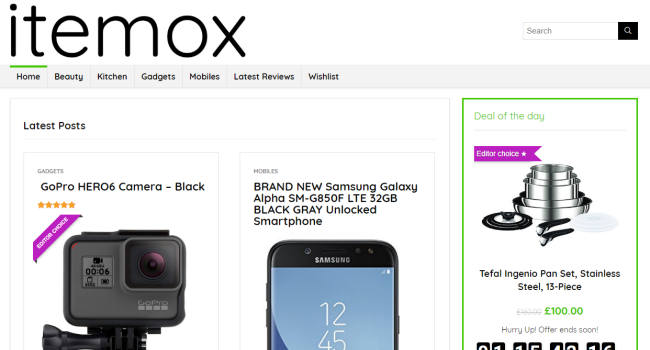 itemox
Search
Home Beauty Kitchen Gadgets Mobiles Latest Reviews Wishlist
Latest Posts
GADGETS
GoPro HERO6 Camera – Black
EDITOR CHOICE
00:06
GoPro
MOBILES
BRAND NEW Samsung Galaxy
Alpha SM-G850F LTE 32GB
BLACK GRAY Unlocked
Smartphone
SAMSUNG
12
45
Deal of the day
Editor choice ★
Tefal Ingenio Pan Set, Stainless
Steel, 13-Piece
£160.00 £100.00
Hurry Up! Offer ends soon!